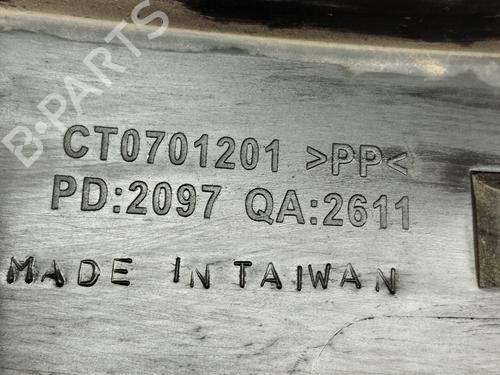 B-PARTS
CT0701201 >PP<
PD:2097 QA:2611
MADE IN TAIWAN